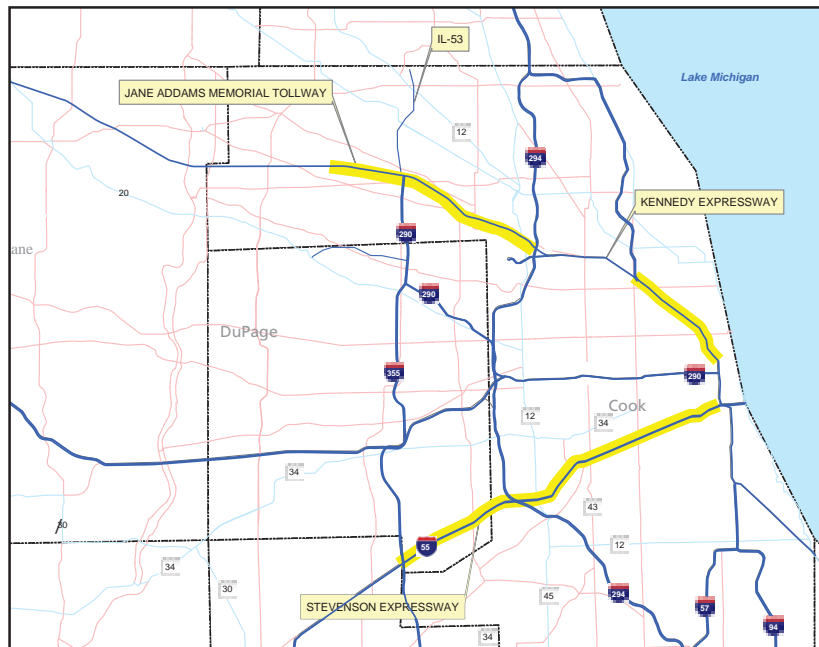 IL-53
Lake Michigan
JANE ADDAMS MEMORIAL TOLLWAY
12
294
20
KENNEDY EXPRESSWAY
290
ane
290
DuPage
355
290
Cook
12
34
34
43
30
55
12
34
30
294
45
STEVENSON EXPRESSWAY
57
94
34